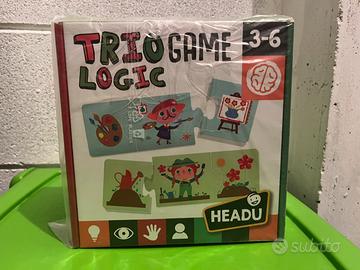 TRIO GAME
LOGIC
3-6
HEADU
subito